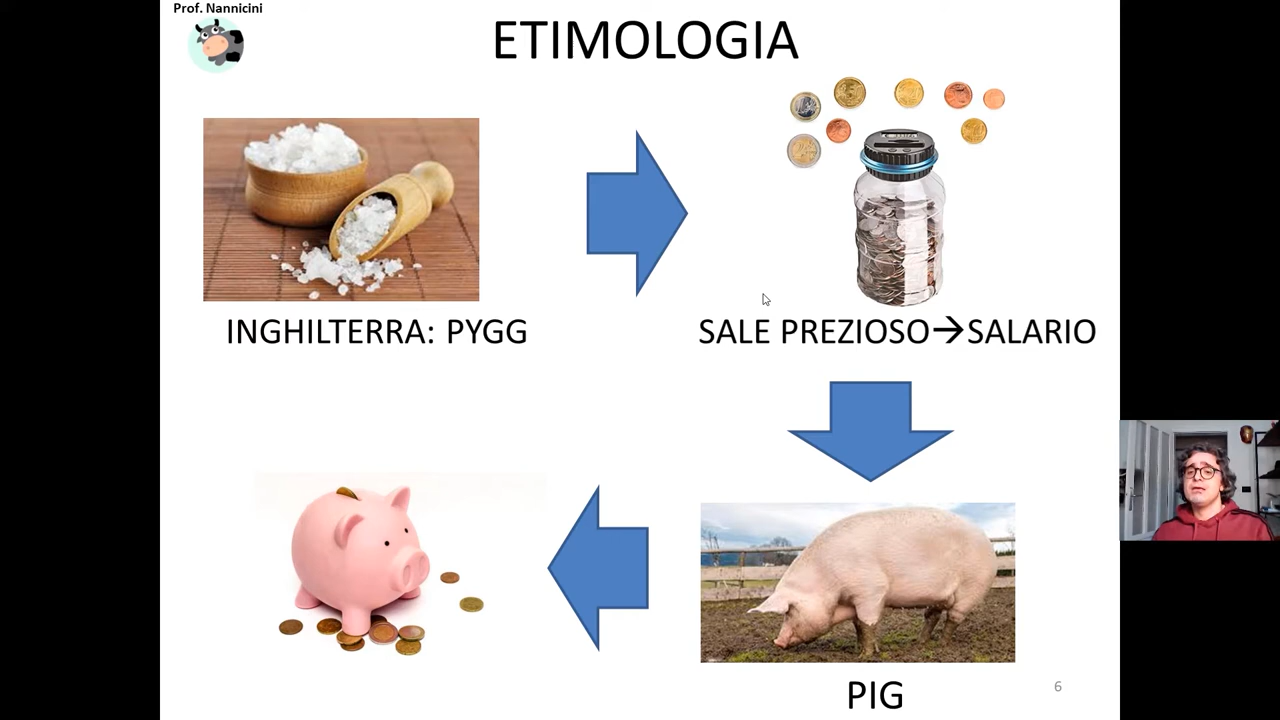 Prof. Nannicini
ETIMOLOGIA
INGHILTERRA: PYGG
SALE PREZIOSO→SALARIO
PIG
6